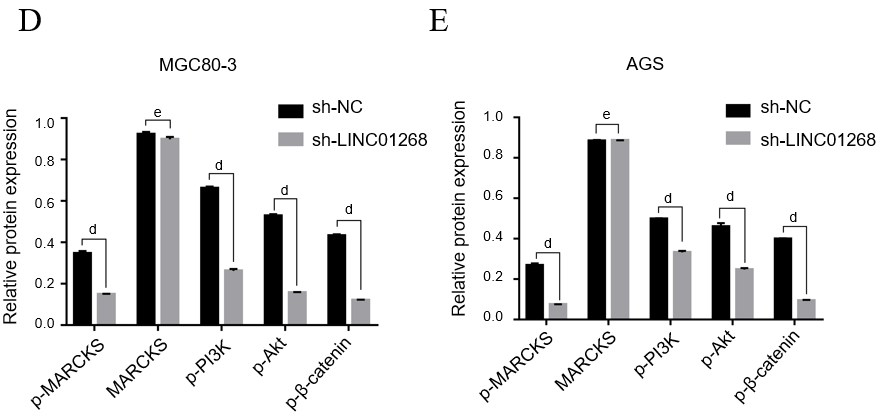 D
MGC80-3
Relative protein expression
1.0
0.8
0.6
0.4
0.2
0.0
sh-NC
sh-LINC01268
d
e
d
d
d
p-MARCKS
MARCKS
p-PI3K
p-Akt
p-β-catenin
E
AGS
Relative protein expression
1.0
0.8
0.6
0.4
0.2
0.0
sh-NC
sh-LINC01268
d
e
d
d
d
p-MARCKS
MARCKS
p-PI3K
p-Akt
p-β-catenin